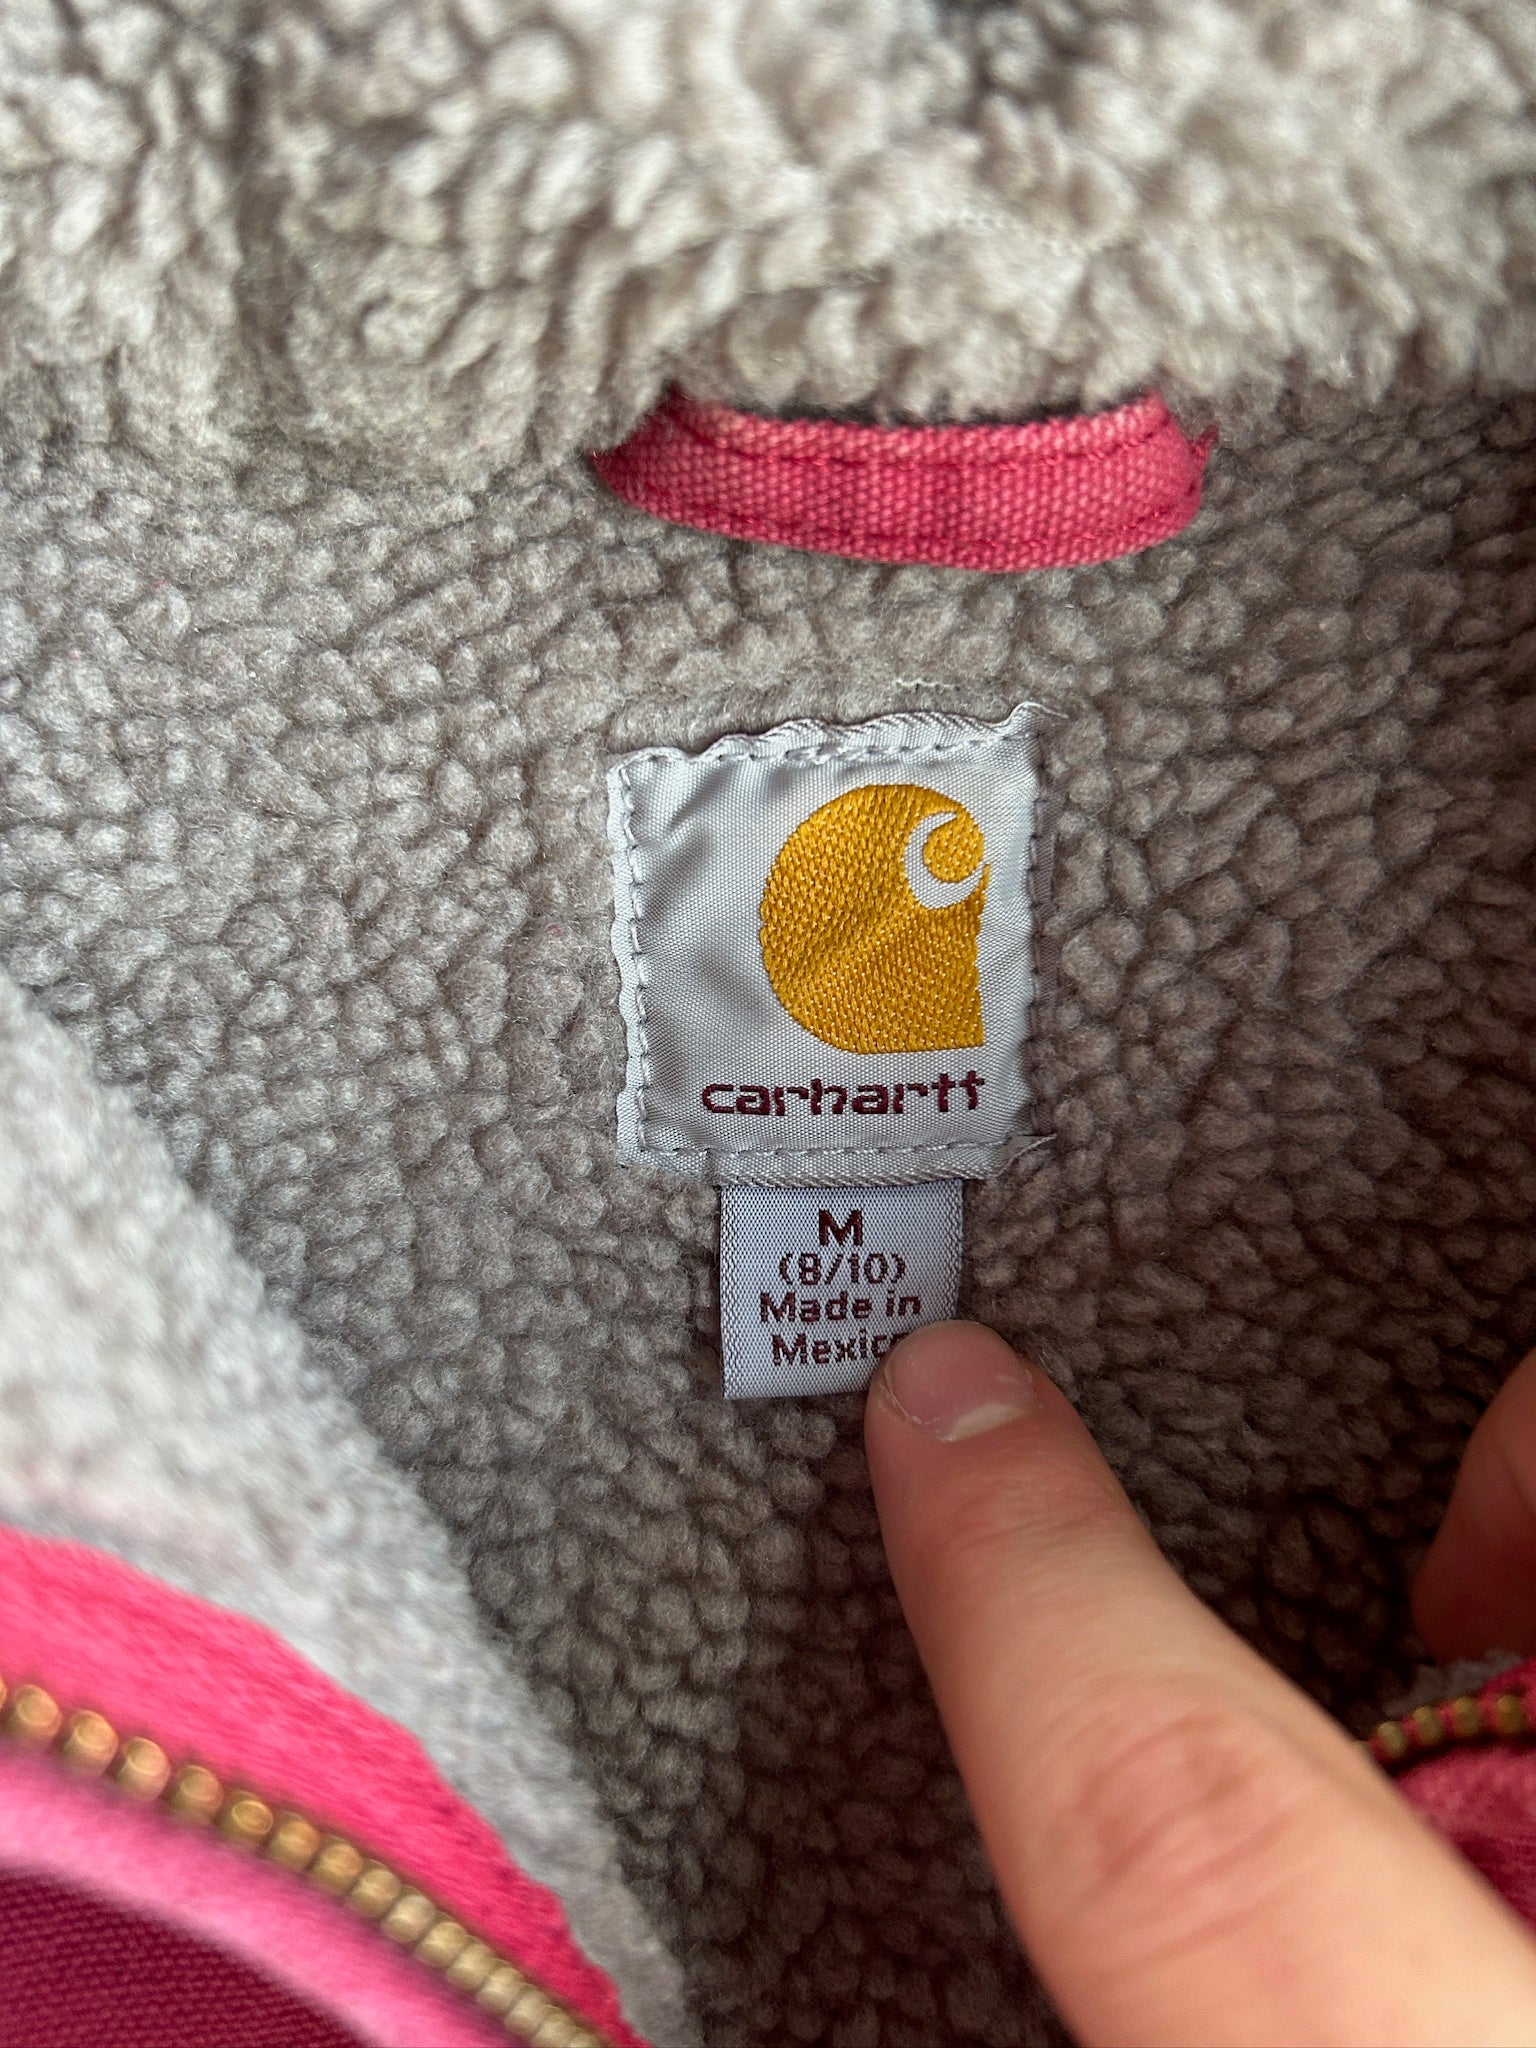 carhartt
M
(8/10)
Made in
Mexico